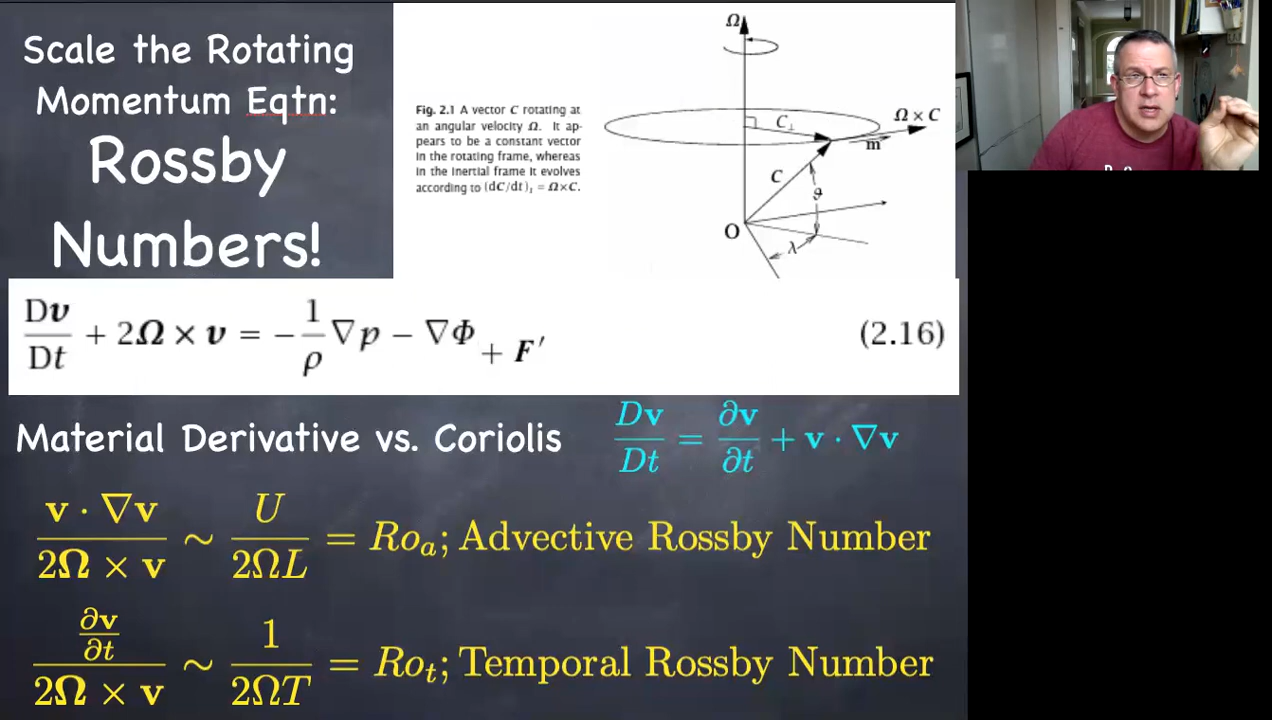 Scale the Rotating
Momentum Eqtn:
Rossby
Numbers!
Fig. 2.1 A vector C rotating at
an angular velocity Ω. It ap-
pears to be a constant vector
in the rotating frame, whereas
in the inertial frame it evolves
according to (dC/dt)_I = Ω×C.
Ω
C⊥
Ω × C
m
C
ϑ
O
λ
Dv/Dt + 2Ω × v = −1/ρ ∇p − ∇Φ + F′ (2.16)
Material Derivative vs. Coriolis Dv/Dt = ∂v/∂t + v · ∇v
v · ∇v / 2Ω × v ∼ U / 2ΩL = Ro_a; Advective Rossby Number
∂v/∂t / 2Ω × v ∼ 1 / 2ΩT = Ro_t; Temporal Rossby Number